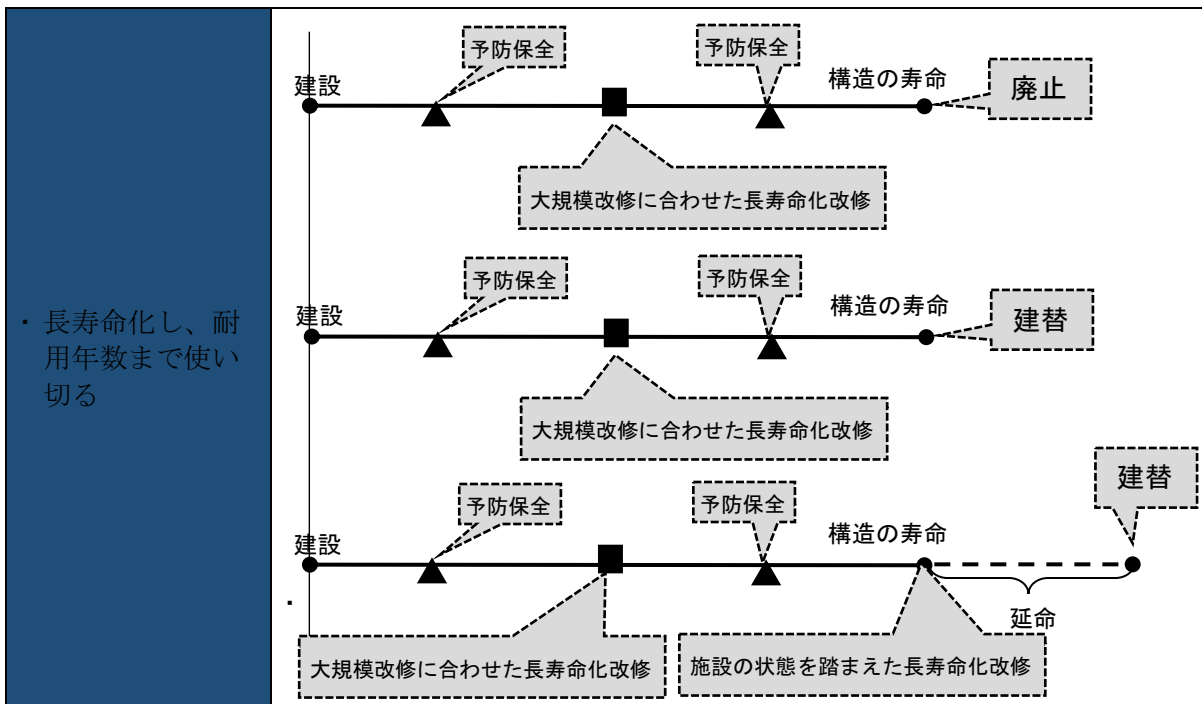 ・長寿命化し、耐
用年数まで使い
切る
予防保全
予防保全
建設
構造の寿命
廃止
大規模改修に合わせた長寿命化改修
予防保全
予防保全
建設
構造の寿命
建替
大規模改修に合わせた長寿命化改修
建替
予防保全
予防保全
建設
構造の寿命
・
延命
大規模改修に合わせた長寿命化改修
施設の状態を踏まえた長寿命化改修